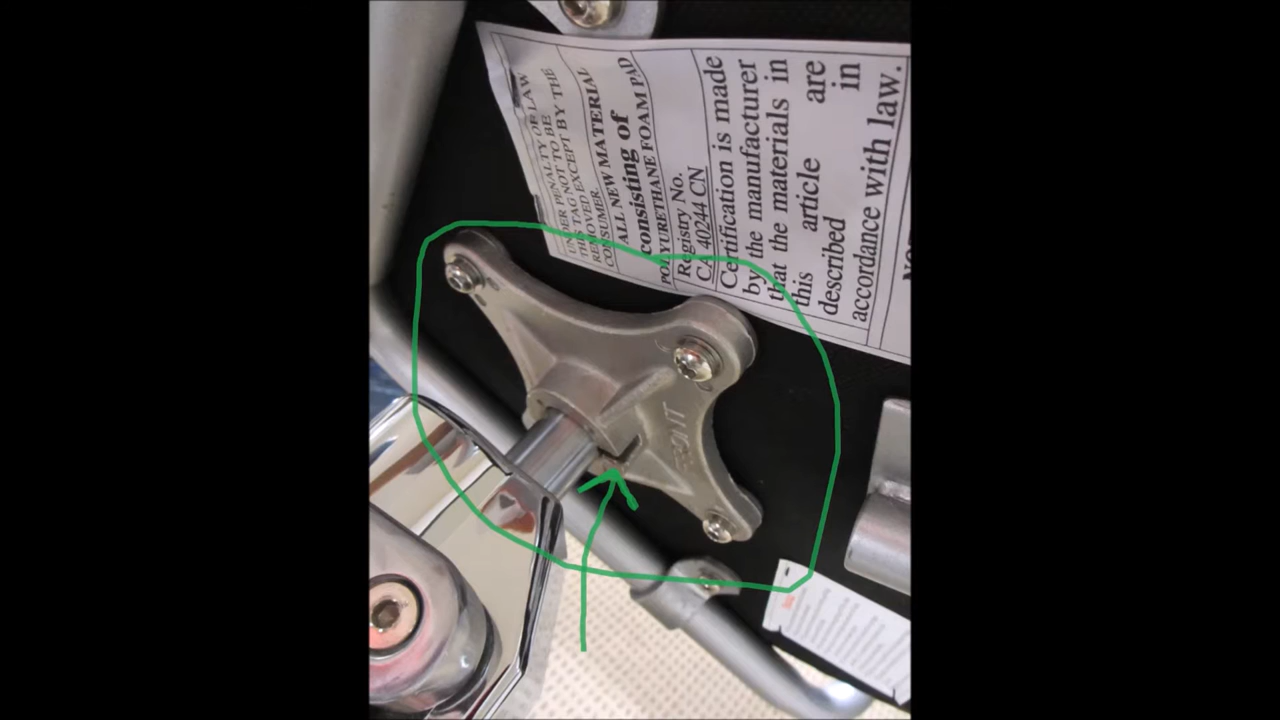 UNDER PENALTY OF LAW
THIS TAG NOT TO BE
REMOVED EXCEPT BY THE
CONSUMER.
ALL NEW MATERIAL
consisting of
POLYURETHANE FOAM PAD
Registry No.
CA 40244 CN
Certification is made
by the manufacturer
that the materials in
this article are
described in
accordance with law.
FRONT